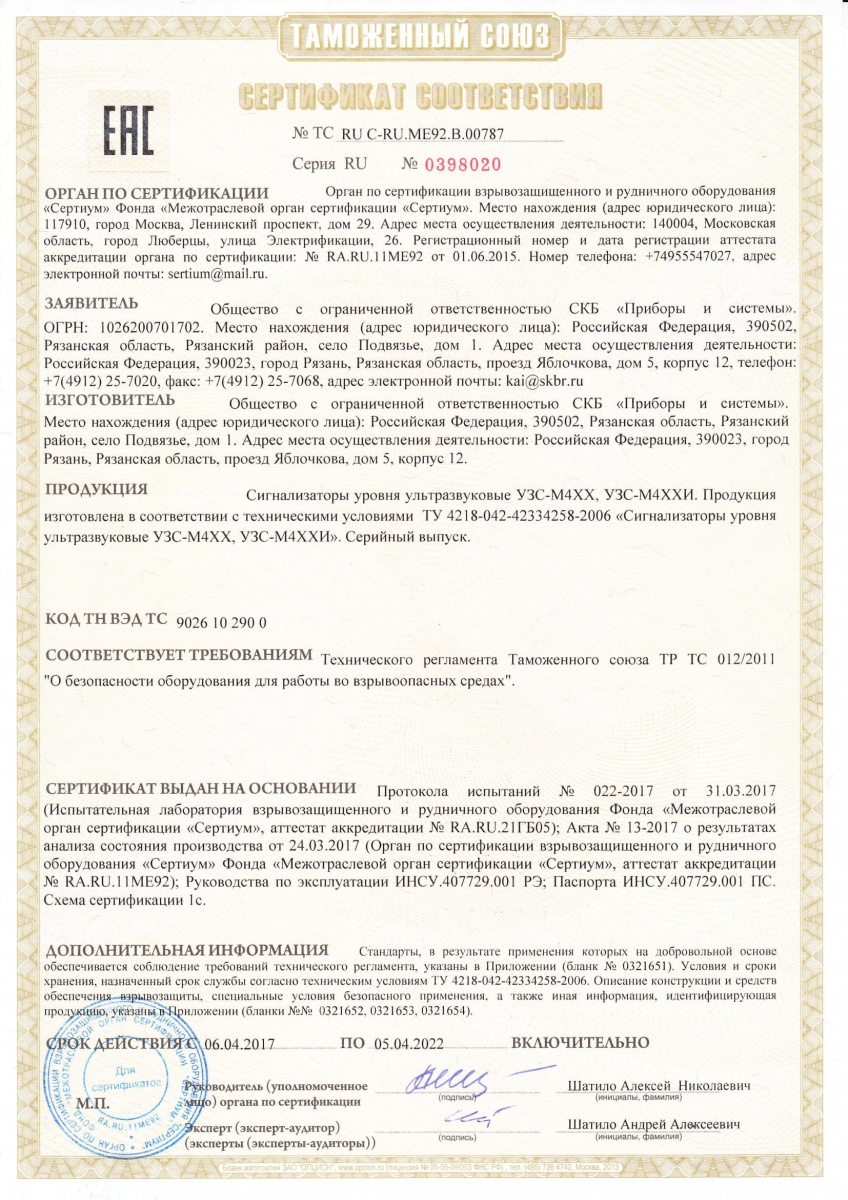 ТАМОЖЕННЫЙ СОЮЗ
СЕРТИФИКАТ СООТВЕТСТВИЯ
ЕАС
№ ТС RU С-RU.МЕ92.В.00787
Серия RU № 0398020
ОРГАН ПО СЕРТИФИКАЦИИ Орган по сертификации взрывозащищенного и рудничного оборудования
«Сертиум» Фонда «Межотраслевой орган сертификации «Сертиум». Место нахождения (адрес юридического лица):
117910, город Москва, Ленинский проспект, дом 29. Адрес места осуществления деятельности: 140004, Московская
область, город Люберцы, улица Электрификации, 26. Регистрационный номер и дата регистрации аттестата
аккредитации органа по сертификации: № RA.RU.11МЕ92 от 01.06.2015. Номер телефона: +74955547027, адрес
электронной почты: sertium@mail.ru.
ЗАЯВИТЕЛЬ Общество с ограниченной ответственностью СКБ «Приборы и системы».
ОГРН: 1026200701702. Место нахождения (адрес юридического лица): Российская Федерация, 390502,
Рязанская область, Рязанский район, село Подвязье, дом 1. Адрес места осуществления деятельности:
Российская Федерация, 390023, город Рязань, Рязанская область, проезд Яблочкова, дом 5, корпус 12, телефон:
+7(4912) 25-7020, факс: +7(4912) 25-7068, адрес электронной почты: kai@skbr.ru
ИЗГОТОВИТЕЛЬ Общество с ограниченной ответственностью СКБ «Приборы и системы».
Место нахождения (адрес юридического лица): Российская Федерация, 390502, Рязанская область, Рязанский
район, село Подвязье, дом 1. Адрес места осуществления деятельности: Российская Федерация, 390023, город
Рязань, Рязанская область, проезд Яблочкова, дом 5, корпус 12.
ПРОДУКЦИЯ Сигнализаторы уровня ультразвуковые УЗС-М4ХХ, УЗС-М4ХХИ. Продукция
изготовлена в соответствии с техническими условиями ТУ 4218-042-42334258-2006 «Сигнализаторы уровня
ультразвуковые УЗС-М4ХХ, УЗС-М4ХХИ». Серийный выпуск.
КОД ТН ВЭД ТС 9026 10 290 0
СООТВЕТСТВУЕТ ТРЕБОВАНИЯМ Технического регламента Таможенного союза ТР ТС 012/2011
"О безопасности оборудования для работы во взрывоопасных средах".
СЕРТИФИКАТ ВЫДАН НА ОСНОВАНИИ Протокола испытаний № 022-2017 от 31.03.2017
(Испытательная лаборатория взрывозащищенного и рудничного оборудования Фонда «Межотраслевой
орган сертификации «Сертиум», аттестат аккредитации № RA.RU.21ГБ05); Акта № 13-2017 о результатах
анализа состояния производства от 24.03.2017 (Орган по сертификации взрывозащищенного и рудничного
оборудования «Сертиум» Фонда «Межотраслевой орган сертификации «Сертиум», аттестат аккредитации
№ RA.RU.11МЕ92); Руководства по эксплуатации ИНСУ.407729.001 РЭ; Паспорта ИНСУ.407729.001 ПС.
Схема сертификации 1с.
ДОПОЛНИТЕЛЬНАЯ ИНФОРМАЦИЯ Стандарты, в результате применения которых на добровольной основе
обеспечивается соблюдение требований технического регламента, указаны в Приложении (бланк № 0321651). Условия и сроки
хранения, назначенный срок службы согласно техническим условиям ТУ 4218-042-42334258-2006. Описание конструкции и средств
обеспечения взрывозащиты, специальные условия безопасного применения, а также иная информация, идентифицирующая
продукцию, указаны в Приложении (бланки №№ 0321652, 0321653, 0321654).
СРОК ДЕЙСТВИЯ С 06.04.2017 ПО 05.04.2022 ВКЛЮЧИТЕЛЬНО
Для
сертификатов
RA.RU.11МЕ92
М.П.
Руководитель (уполномоченное
лицо) органа по сертификации
(подпись)
Шатило Алексей Николаевич
(инициалы, фамилия)
Эксперт (эксперт-аудитор)
(эксперты (эксперты-аудиторы))
(подпись)
Шатило Андрей Алексеевич
(инициалы, фамилия)
Бланк изготовлен ЗАО "ОПЦИОН", www.opcion.ru (лицензия № 05-05-09/003 ФНС РФ), тел. (495) 726 4742, Москва, 2013